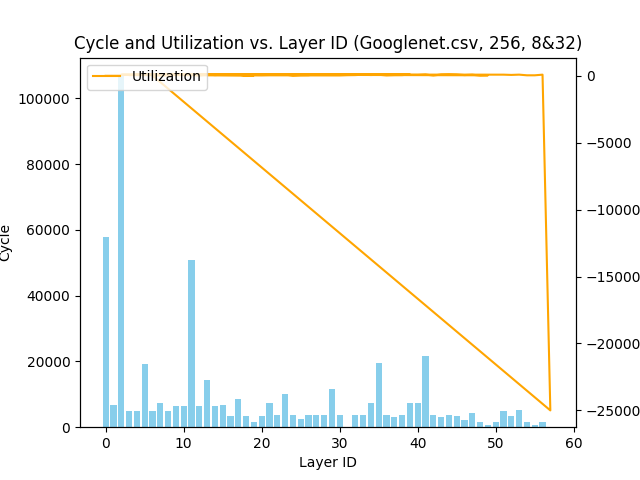 Cycle and Utilization vs. Layer ID (Googlenet.csv, 256, 8&32)
Utilization
Cycle
100000
80000
60000
40000
20000
0
0
−5000
−10000
−15000
−20000
−25000
0 10 20 30 40 50 60
Layer ID